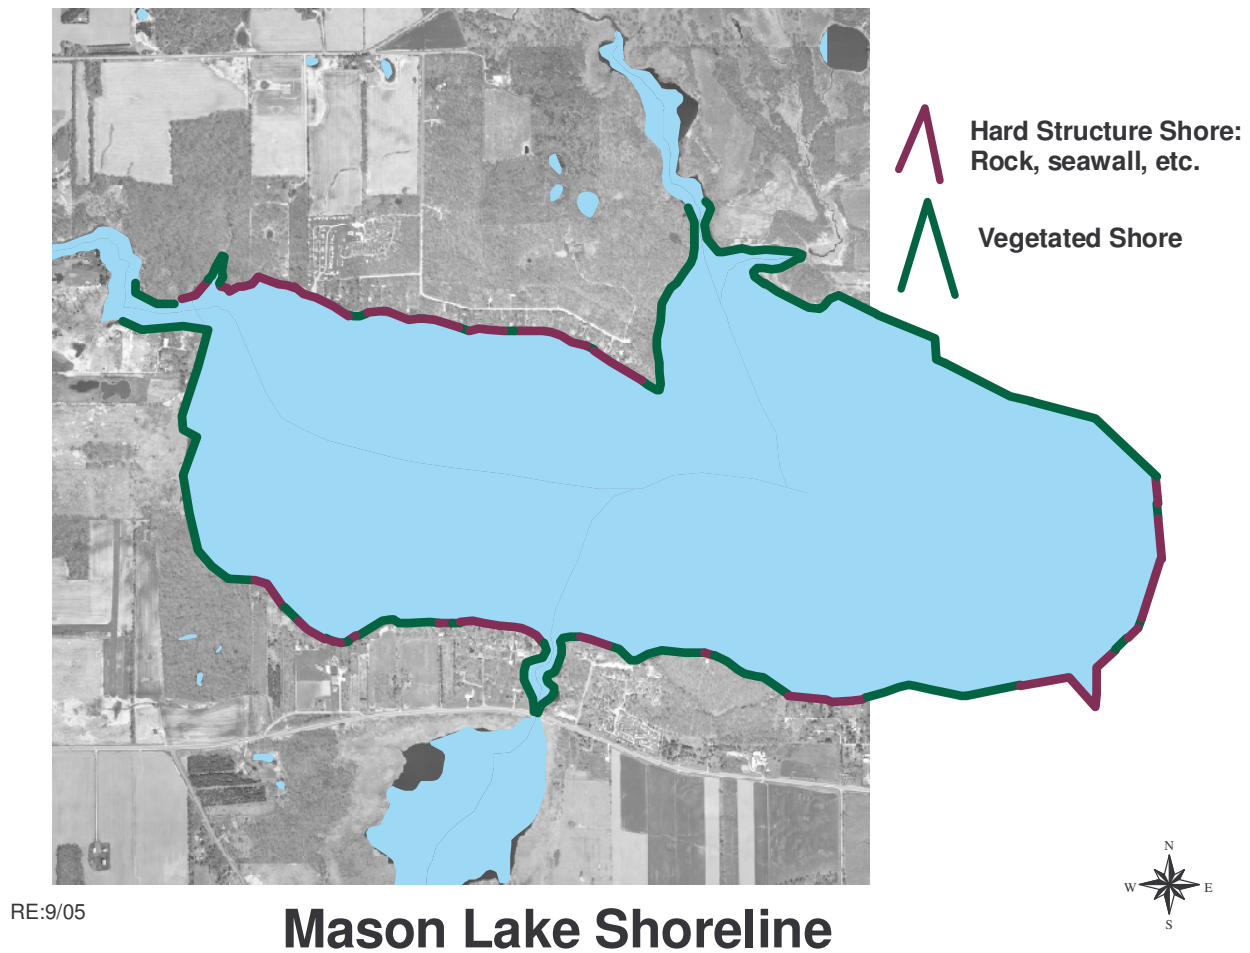 Hard Structure Shore:
Rock, seawall, etc.
Vegetated Shore
N
W E
S
RE:9/05
Mason Lake Shoreline